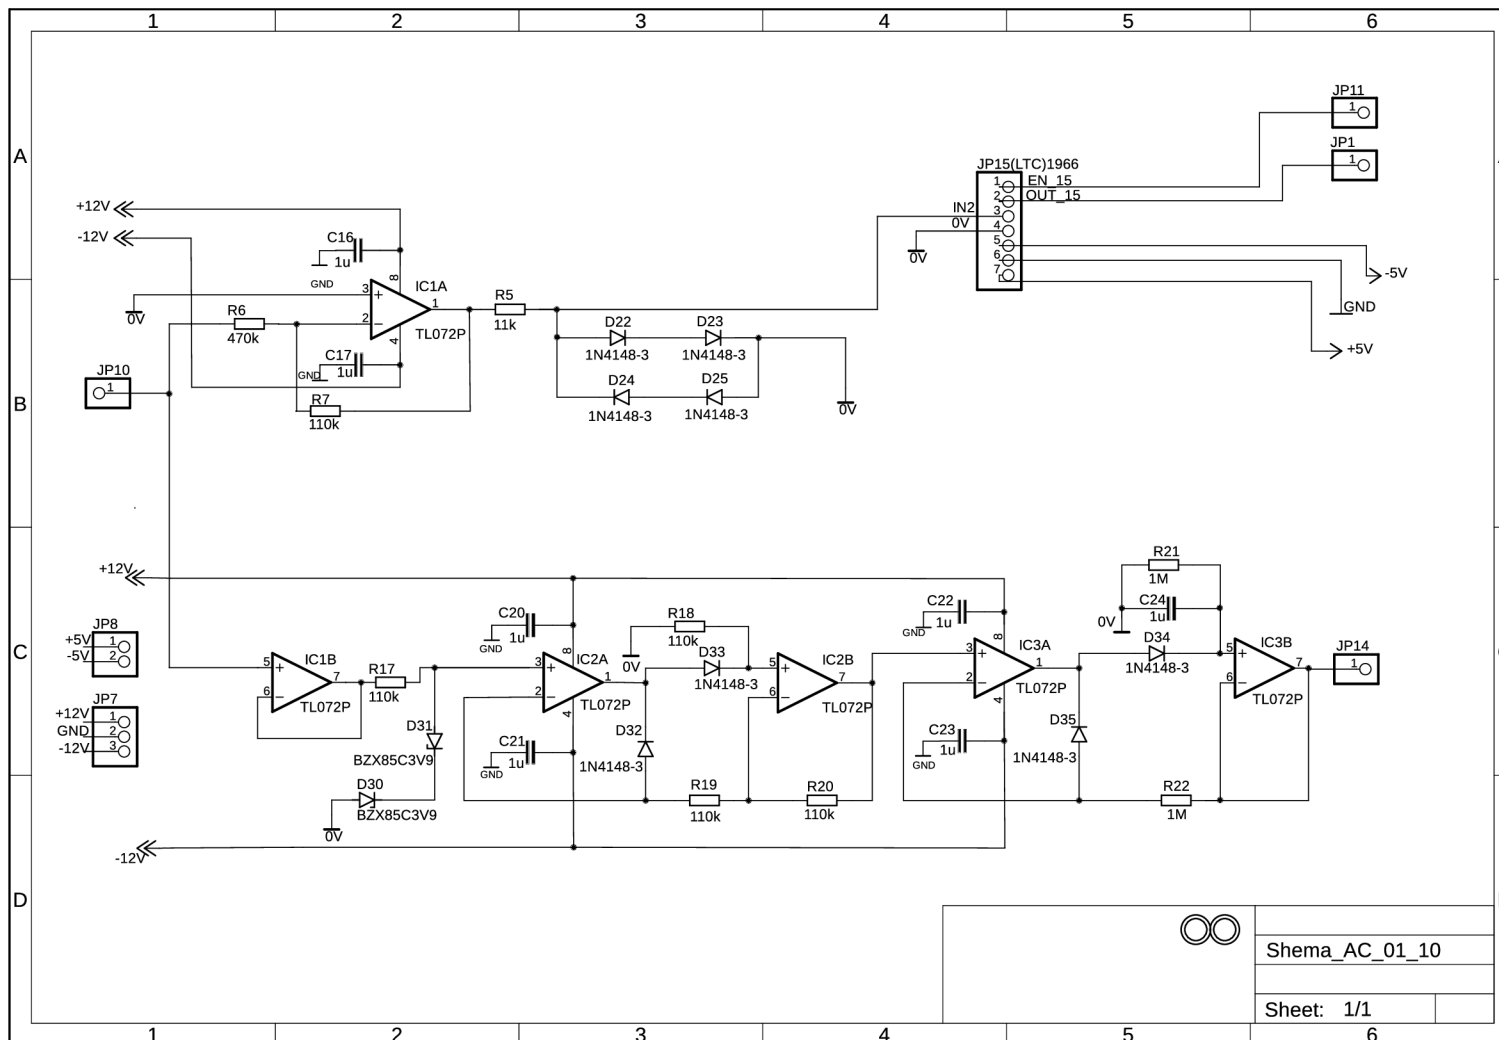 1 2 3 4 5 6
A
B
C
D
JP11
1
JP1
1
JP15(LTC)1966
1 EN_15
2 OUT_15
IN2 3
0V 4
5
6
7
0V
-5V
GND
+5V
+12V
-12V
C16
1u
GND
8
IC1A
3 +
1
2 −
4
TL072P
0V
R6
470k
C17
1u
GND
R7
110k
R5
11k
D22
1N4148-3
D23
1N4148-3
D24
1N4148-3
D25
1N4148-3
0V
JP10
1
+12V
JP8
+5V 1
-5V 2
JP7
+12V 1
GND 2
-12V 3
5 +
IC1B
7
6 −
TL072P
R17
110k
D31
BZX85C3V9
D30
BZX85C3V9
0V
-12V
C20
1u
GND
8
3 +
IC2A
1
2 −
4
TL072P
C21
1u
GND
R18
110k
0V
D33
1N4148-3
D32
1N4148-3
R19
110k
R20
110k
5 +
IC2B
7
6 −
TL072P
C22
1u
GND
8
3 +
IC3A
1
2 −
4
TL072P
C23
1u
GND
D35
1N4148-3
R21
1M
C24
1u
0V
D34
1N4148-3
R22
1M
5 +
IC3B
7
6 −
TL072P
JP14
1
Shema_AC_01_10
Sheet: 1/1
1 2 3 4 5 6